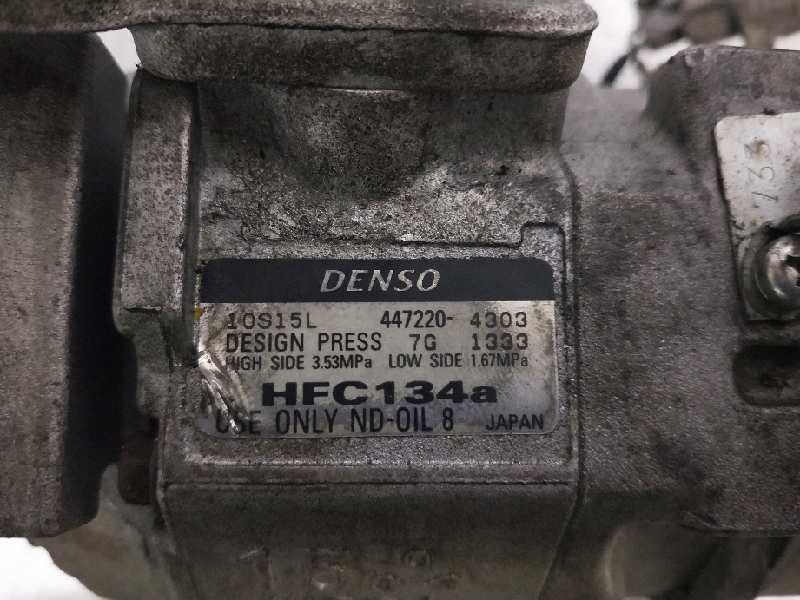 DENSO
10S15L 447220- 4303
DESIGN PRESS 7G 1333
HIGH SIDE 3.53MPa LOW SIDE 1.67MPa
HFC134a
USE ONLY ND-OIL 8 JAPAN
133